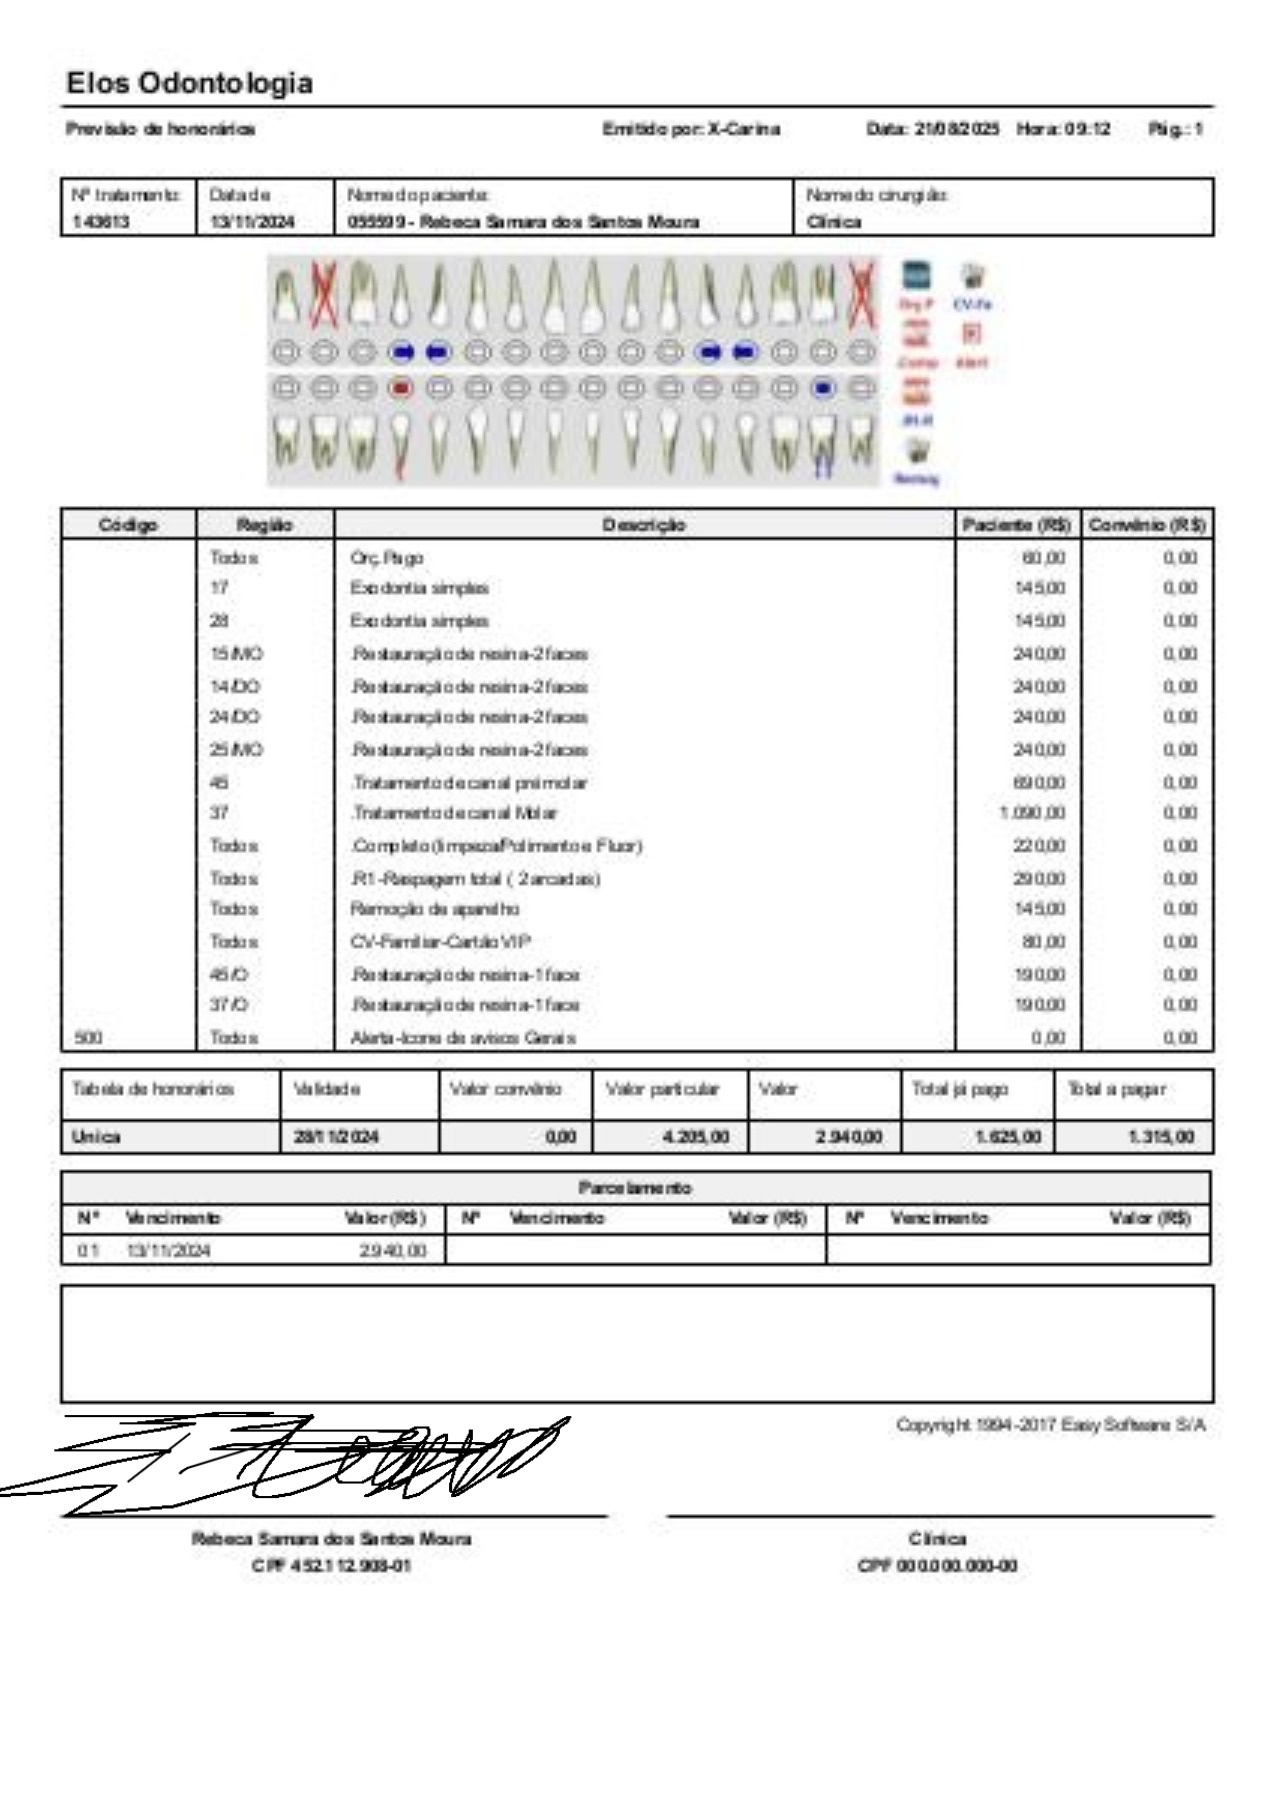 Elos Odontologia
Previsão de honorários Emitido por: X-Carina Data: 21/08/2025 Hora: 09:12 Pág.: 1
Nº tratamento: Data de Nome do paciente: Nome do cirurgião:
143613 13/11/2024 055599 - Rebeca Samara dos Santos Moura Clínica
Orç.P CV-Fa
Comp Alert
.R1-R
Remoç
Código Região Descrição Paciente (R$) Convênio (R$)
Todos Orç.Pago 60,00 0,00
17 Exodontia simples 145,00 0,00
28 Exodontia simples 145,00 0,00
15/MO .Restauração de resina-2 faces 240,00 0,00
14/DO .Restauração de resina-2 faces 240,00 0,00
24/DO .Restauração de resina-2 faces 240,00 0,00
25/MO .Restauração de resina-2 faces 240,00 0,00
45 .Tratamento de canal pré molar 690,00 0,00
37 .Tratamento de canal Molar 1.090,00 0,00
Todos .Completo (limpeza/Polimento e Fluor) 220,00 0,00
Todos .R1-Raspagem total ( 2 arcadas) 290,00 0,00
Todos Remoção de aparelho 145,00 0,00
Todos CV-Familiar-Cartão VIP 80,00 0,00
45/O .Restauração de resina-1 face 190,00 0,00
37/O .Restauração de resina-1 face 190,00 0,00
500 Todos Alerta-Icone de avisos Gerais 0,00 0,00
Tabela de honorários Validade Valor convênio Valor particular Valor Total já pago Total a pagar
Unica 28/11/2024 0,00 4.205,00 2.940,00 1.625,00 1.315,00
Parcelamento
Nº Vencimento Valor (R$) Nº Vencimento Valor (R$) Nº Vencimento Valor (R$)
01 13/11/2024 2.940,00
Copyright 1994-2017 Easy Software S/A
Rebeca Samara dos Santos Moura Clínica
CPF 452.112.908-01 CPF 000.000.000-00